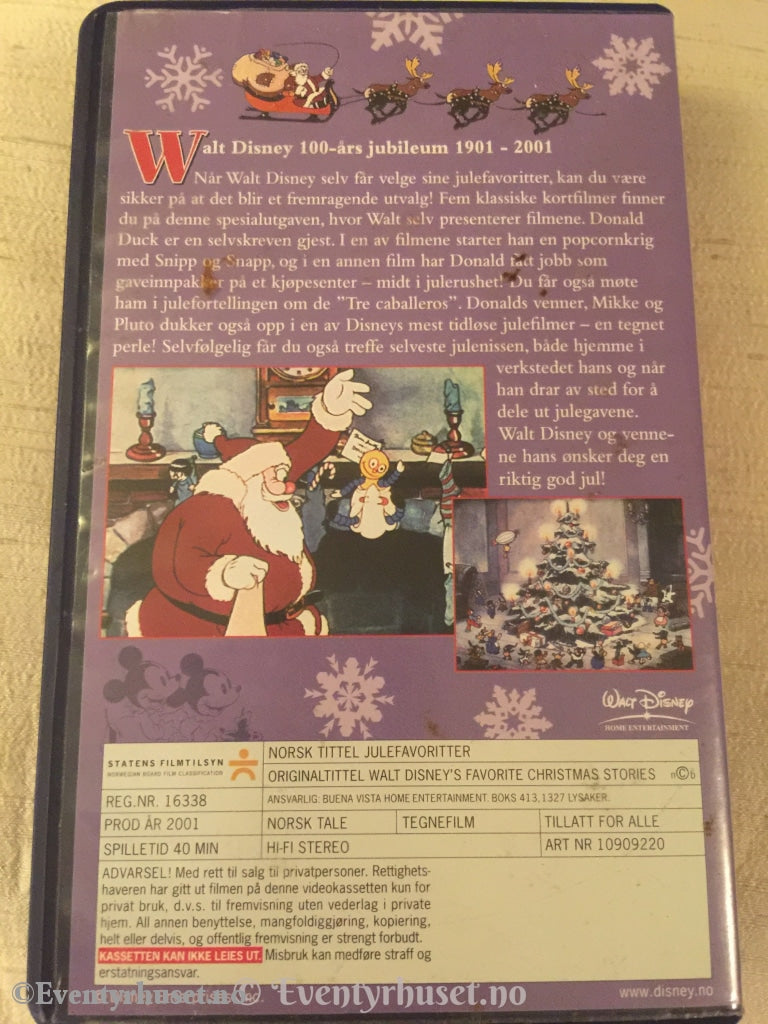 Walt Disney 100-års jubileum 1901 - 2001
Når Walt Disney selv får velge sine julefavoritter, kan du være
sikker på at det blir et fremragende utvalg! Fem klassiske kortfilmer finner
du på denne spesialutgaven, hvor Walt selv presenterer filmene. Donald
Duck er en selvskreven gjest. I en av filmene starter han en popcornkrig
med Snipp og Snapp, og i en annen film har Donald fått jobb som
gaveinnpakker på et kjøpesenter – midt i julerushet! Du får også møte
ham i julefortellingen om de ”Tre caballeros”. Donalds venner, Mikke og
Pluto dukker også opp i en av Disneys mest tidløse julefilmer – en tegnet
perle! Selvfølgelig får du også treffe selveste julenissen, både hjemme i
verkstedet hans og når
han drar av sted for å
dele ut julegavene.
Walt Disney og venne-
ne hans ønsker deg en
riktig god jul!
WALT DISNEY
HOME ENTERTAINMENT
STATENS FILMTILSYN
NORWEGIAN BOARD FILM CLASSIFICATION
NORSK TITTEL JULEFAVORITTER
ORIGINALTITTEL WALT DISNEY'S FAVORITE CHRISTMAS STORIES n©b
REG.NR. 16338
ANSVARLIG: BUENA VISTA HOME ENTERTAINMENT. BOKS 413, 1327 LYSAKER.
PROD ÅR 2001 NORSK TALE TEGNEFILM TILLATT FOR ALLE
SPILLETID 40 MIN HI-FI STEREO ART NR 10909220
ADVARSEL! Med rett til salg til privatpersoner. Rettighets-
haveren har gitt ut filmen på denne videokassetten kun for
privat bruk, d.v.s. til fremvisning uten vederlag i private
hjem. All annen benyttelse, mangfoldiggjøring, kopiering,
helt eller delvis, og offentlig fremvisning er strengt forbudt.
KASSETTEN KAN IKKE LEIES UT. Misbruk kan medføre straff og
erstatningsansvar.
©Eventyrhuset.no © Eventyrhuset.no
www.disney.no